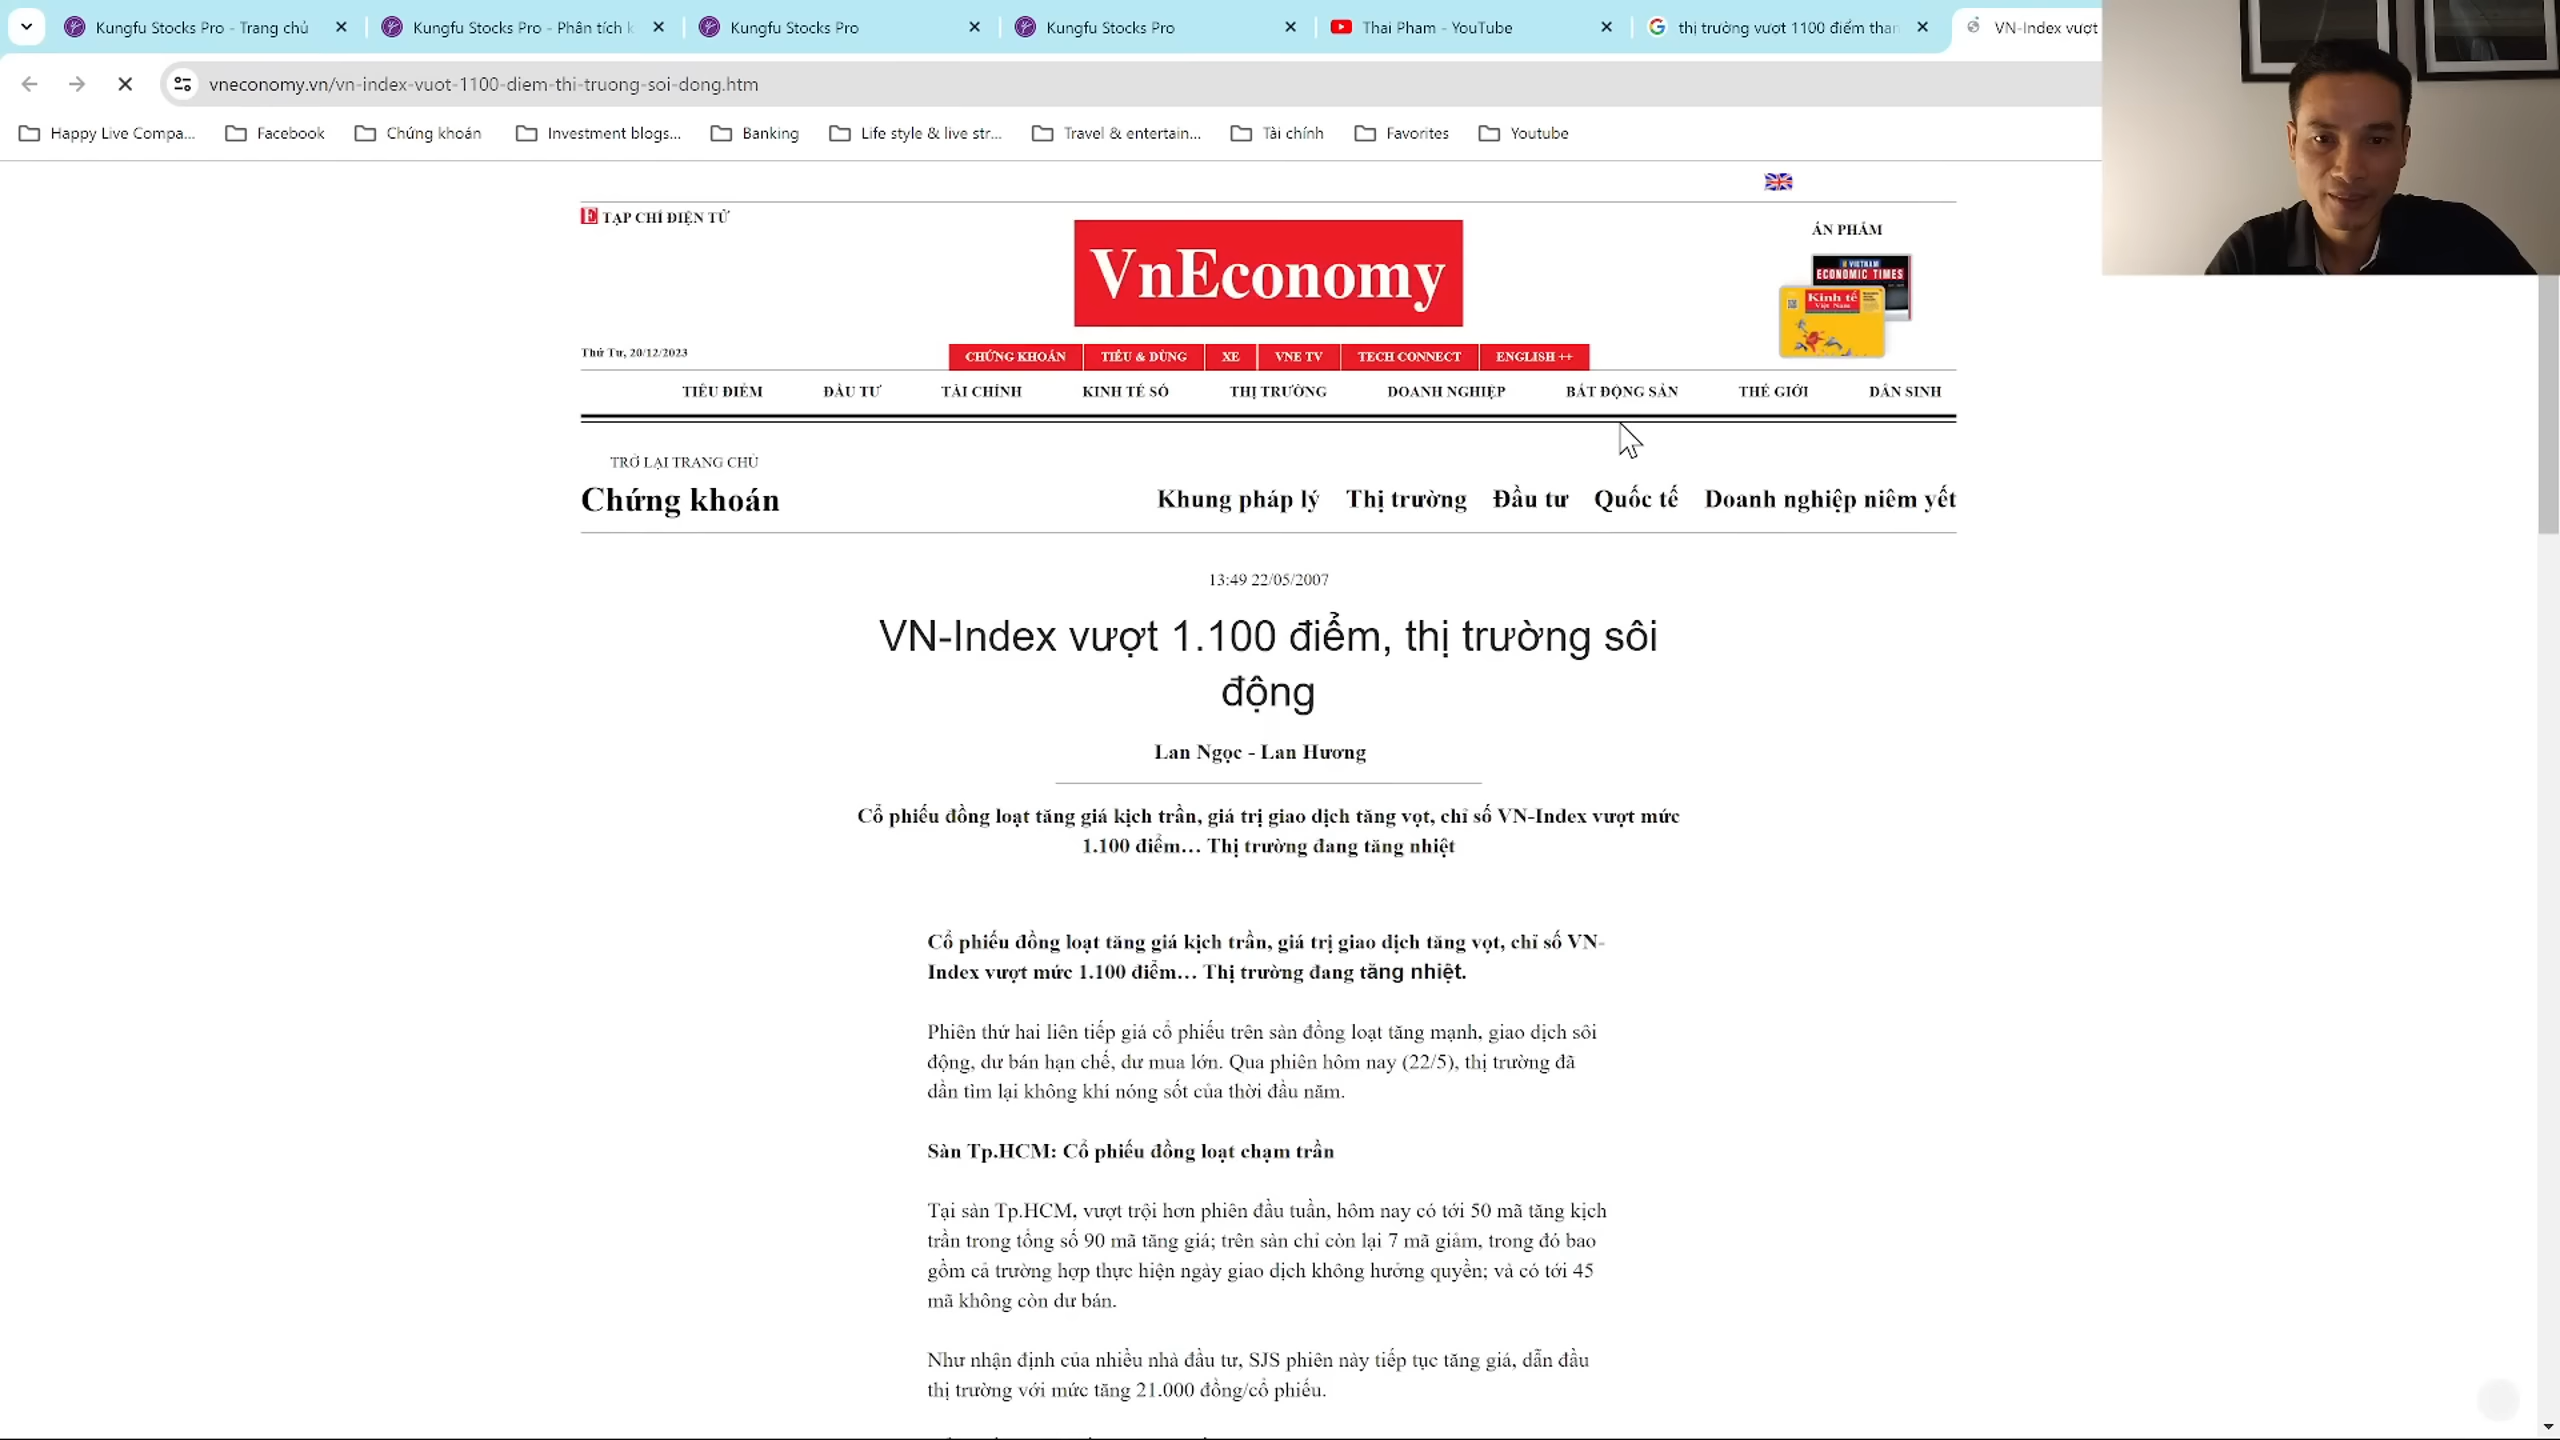 Kungfu Stocks Pro - Trang chủ
Kungfu Stocks Pro - Phân tích k
Kungfu Stocks Pro
Kungfu Stocks Pro
Thai Pham - YouTube
thị trường vượt 1100 điểm than
VN-Index vượt
vneconomy.vn/vn-index-vuot-1100-diem-thi-truong-soi-dong.htm
Happy Live Compa...
Facebook
Chứng khoán
Investment blogs...
Banking
Life style & live str...
Travel & entertain...
Tài chính
Favorites
Youtube
E TẠP CHÍ ĐIỆN TỬ
VnEconomy
ẤN PHẨM
VIETNAM
ECONOMIC TIMES
Kinh tế
Việt Nam
Thứ Tư, 20/12/2023
CHỨNG KHOÁN TIÊU & DÙNG XE VNE TV TECH CONNECT ENGLISH ++
TIÊU ĐIỂM ĐẦU TƯ TÀI CHÍNH KINH TẾ SỐ THỊ TRƯỜNG DOANH NGHIỆP BẤT ĐỘNG SẢN THẾ GIỚI DÂN SINH
TRỞ LẠI TRANG CHỦ
Chứng khoán
Khung pháp lý Thị trường Đầu tư Quốc tế Doanh nghiệp niêm yết
13:49 22/05/2007
VN-Index vượt 1.100 điểm, thị trường sôi
động
Lan Ngọc - Lan Hương
Cổ phiếu đồng loạt tăng giá kịch trần, giá trị giao dịch tăng vọt, chỉ số VN-Index vượt mức
1.100 điểm… Thị trường đang tăng nhiệt
Cổ phiếu đồng loạt tăng giá kịch trần, giá trị giao dịch tăng vọt, chỉ số VN-
Index vượt mức 1.100 điểm… Thị trường đang tăng nhiệt.
Phiên thứ hai liên tiếp giá cổ phiếu trên sàn đồng loạt tăng mạnh, giao dịch sôi
động, dư bán hạn chế, dư mua lớn. Qua phiên hôm nay (22/5), thị trường đã
dần tìm lại không khí nóng sốt của thời đầu năm.
Sàn Tp.HCM: Cổ phiếu đồng loạt chạm trần
Tại sàn Tp.HCM, vượt trội hơn phiên đầu tuần, hôm nay có tới 50 mã tăng kịch
trần trong tổng số 90 mã tăng giá; trên sàn chỉ còn lại 7 mã giảm, trong đó bao
gồm cả trường hợp thực hiện ngày giao dịch không hưởng quyền; và có tới 45
mã không còn dư bán.
Như nhận định của nhiều nhà đầu tư, SJS phiên này tiếp tục tăng giá, dẫn đầu
thị trường với mức tăng 21.000 đồng/cổ phiếu.